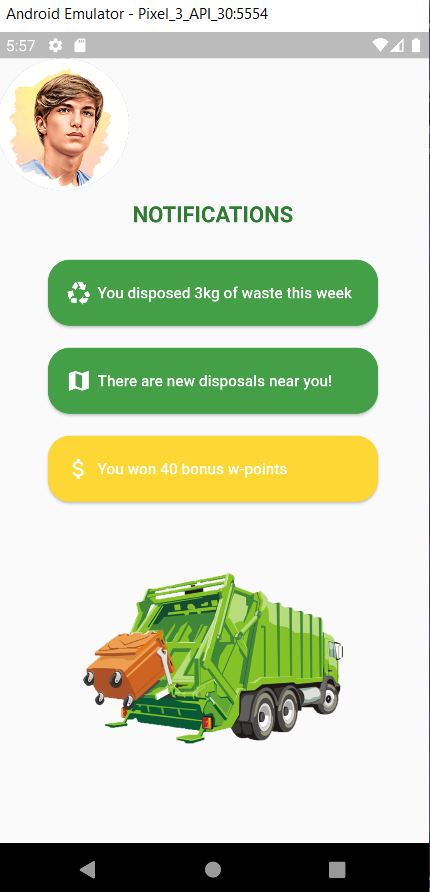 Android Emulator - Pixel_3_API_30:5554
5:57
NOTIFICATIONS
You disposed 3kg of waste this week
There are new disposals near you!
You won 40 bonus w-points